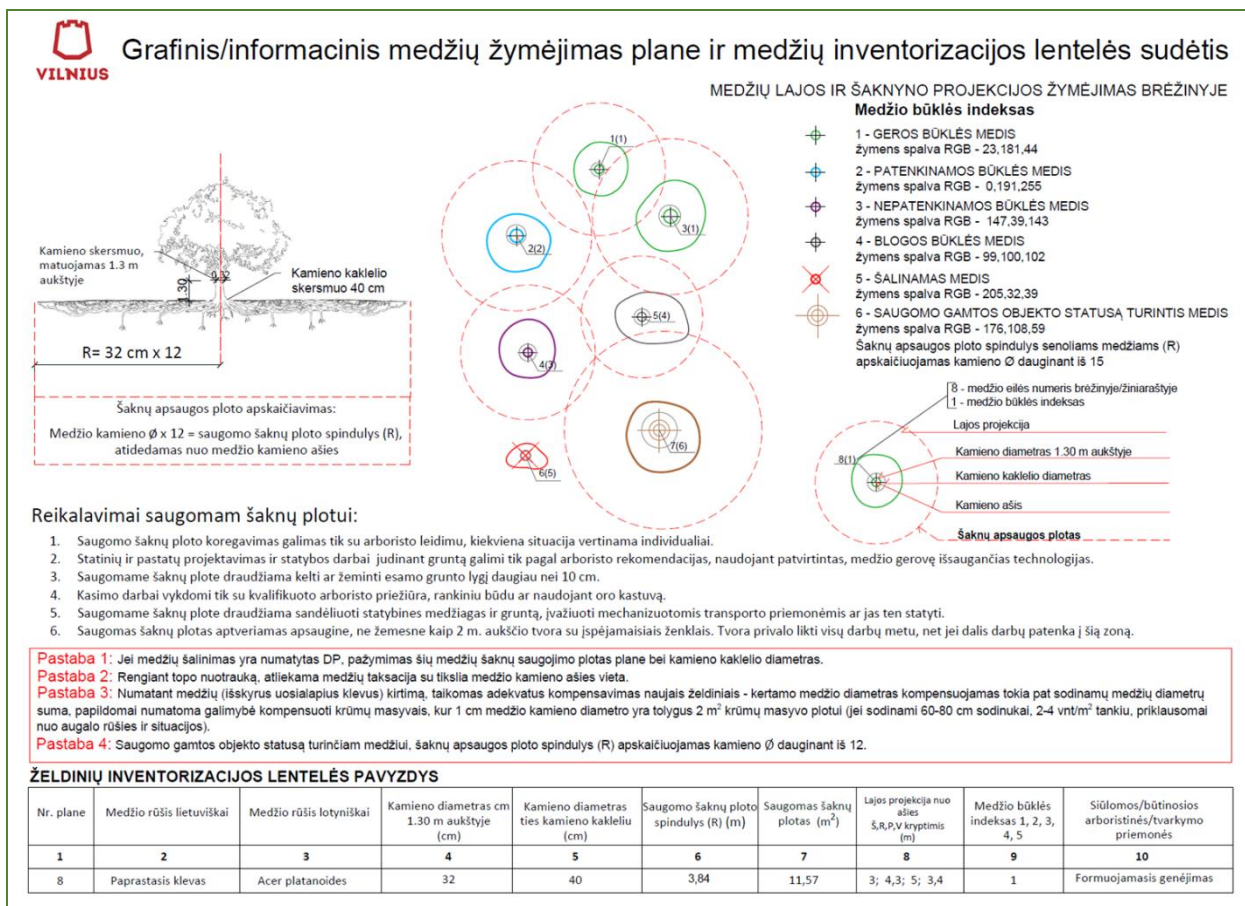 VILNIUS
Grafinis/informacinis medžių žymėjimas plane ir medžių inventorizacijos lentelės sudėtis
MEDŽIŲ LAJOS IR ŠAKNYNO PROJEKCIJOS ŽYMĖJIMAS BRĖŽINYJE
Medžio būklės indeksas
1 - GEROS BŪKLĖS MEDIS
žymens spalva RGB - 23,181,44
2 - PATENKINAMOS BŪKLĖS MEDIS
žymens spalva RGB - 0,191,255
3 - NEPATENKINAMOS BŪKLĖS MEDIS
žymens spalva RGB - 147,39,143
4 - BLOGOS BŪKLĖS MEDIS
žymens spalva RGB - 99,100,102
5 - ŠALINAMAS MEDIS
žymens spalva RGB - 205,32,39
6 - SAUGOMO GAMTOS OBJEKTO STATUSĄ TURINTIS MEDIS
žymens spalva RGB - 176,108,59
Šaknų apsaugos ploto spindulys senoliams medžiams (R)
apskaičiuojamas kamieno Ø dauginant iš 15
Kamieno skersmuo,
matuojamas 1.3 m
aukštyje
0.32
1.30
Kamieno kaklelio
skersmuo 40 cm
R= 32 cm x 12
Šaknų apsaugos ploto apskaičiavimas:
Medžio kamieno Ø x 12 = saugomo šaknų ploto spindulys (R),
atidedamas nuo medžio kamieno ašies
1(1)
3(1)
2(2)
5(4)
4(3)
7(6)
6(5)
8 - medžio eilės numeris brėžinyje/žiniaraštyje
1 - medžio būklės indeksas
Lajos projekcija
8(1)
Kamieno diametras 1.30 m aukštyje
Kamieno kaklelio diametras
Kamieno ašis
Šaknų apsaugos plotas
Reikalavimai saugomam šaknų plotui:
1. Saugomo šaknų ploto koregavimas galimas tik su arboristo leidimu, kiekviena situacija vertinama individualiai.
2. Statinių ir pastatų projektavimas ir statybos darbai judinant gruntą galimi tik pagal arboristo rekomendacijas, naudojant patvirtintas, medžio gerovę išsaugančias technologijas.
3. Saugomame šaknų plote draudžiama kelti ar žeminti esamo grunto lygį daugiau nei 10 cm.
4. Kasimo darbai vykdomi tik su kvalifikuoto arboristo priežiūra, rankiniu būdu ar naudojant oro kastuvą.
5. Saugomame šaknų plote draudžiama sandėliuoti statybines medžiagas ir gruntą, įvažiuoti mechanizuotomis transporto priemonėmis ar jas ten statyti.
6. Saugomas šaknų plotas aptveriamas apsaugine, ne žemesne kaip 2 m. aukščio tvora su įspėjamaisiais ženklais. Tvora privalo likti visų darbų metu, net jei dalis darbų patenka į šią zoną.
Pastaba 1: Jei medžių šalinimas yra numatytas DP, pažymimas šių medžių šaknų saugojimo plotas plane bei kamieno kaklelio diametras.
Pastaba 2: Rengiant topo nuotrauką, atliekama medžių taksacija su tikslia medžio kamieno ašies vieta.
Pastaba 3: Numatant medžių (išskyrus uosialapius klevus) kirtimą, taikomas adekvatus kompensavimas naujais želdiniais - kertamo medžio diametras kompensuojamas tokia pat sodinamų medžių diametrų
suma, papildomai numatoma galimybė kompensuoti krūmų masyvais, kur 1 cm medžio kamieno diametro yra tolygus 2 m² krūmų masyvo plotui (jei sodinami 60-80 cm sodinukai, 2-4 vnt/m² tankiu, priklausomai
nuo augalo rūšies ir situacijos).
Pastaba 4: Saugomo gamtos objekto statusą turinčiam medžiui, šaknų apsaugos ploto spindulys (R) apskaičiuojamas kamieno Ø dauginant iš 12.
ŽELDINIŲ INVENTORIZACIJOS LENTELĖS PAVYZDYS
Nr. plane Medžio rūšis lietuviškai Medžio rūšis lotyniškai Kamieno diametras cm 1.30 m aukštyje (cm) Kamieno diametras ties kamieno kakleliu (cm) Saugomo šaknų ploto spindulys (R) (m) Saugomas šaknų plotas (m²) Lajos projekcija nuo ašies Š,R,P,V kryptimis (m) Medžio būklės indeksas 1, 2, 3, 4, 5 Siūlomos/būtinosios arboristinės/tvarkymo priemonės
1 2 3 4 5 6 7 8 9 10
8 Paprastasis klevas Acer platanoides 32 40 3,84 11,57 3; 4,3; 5; 3,4 1 Formuojamasis genėjimas